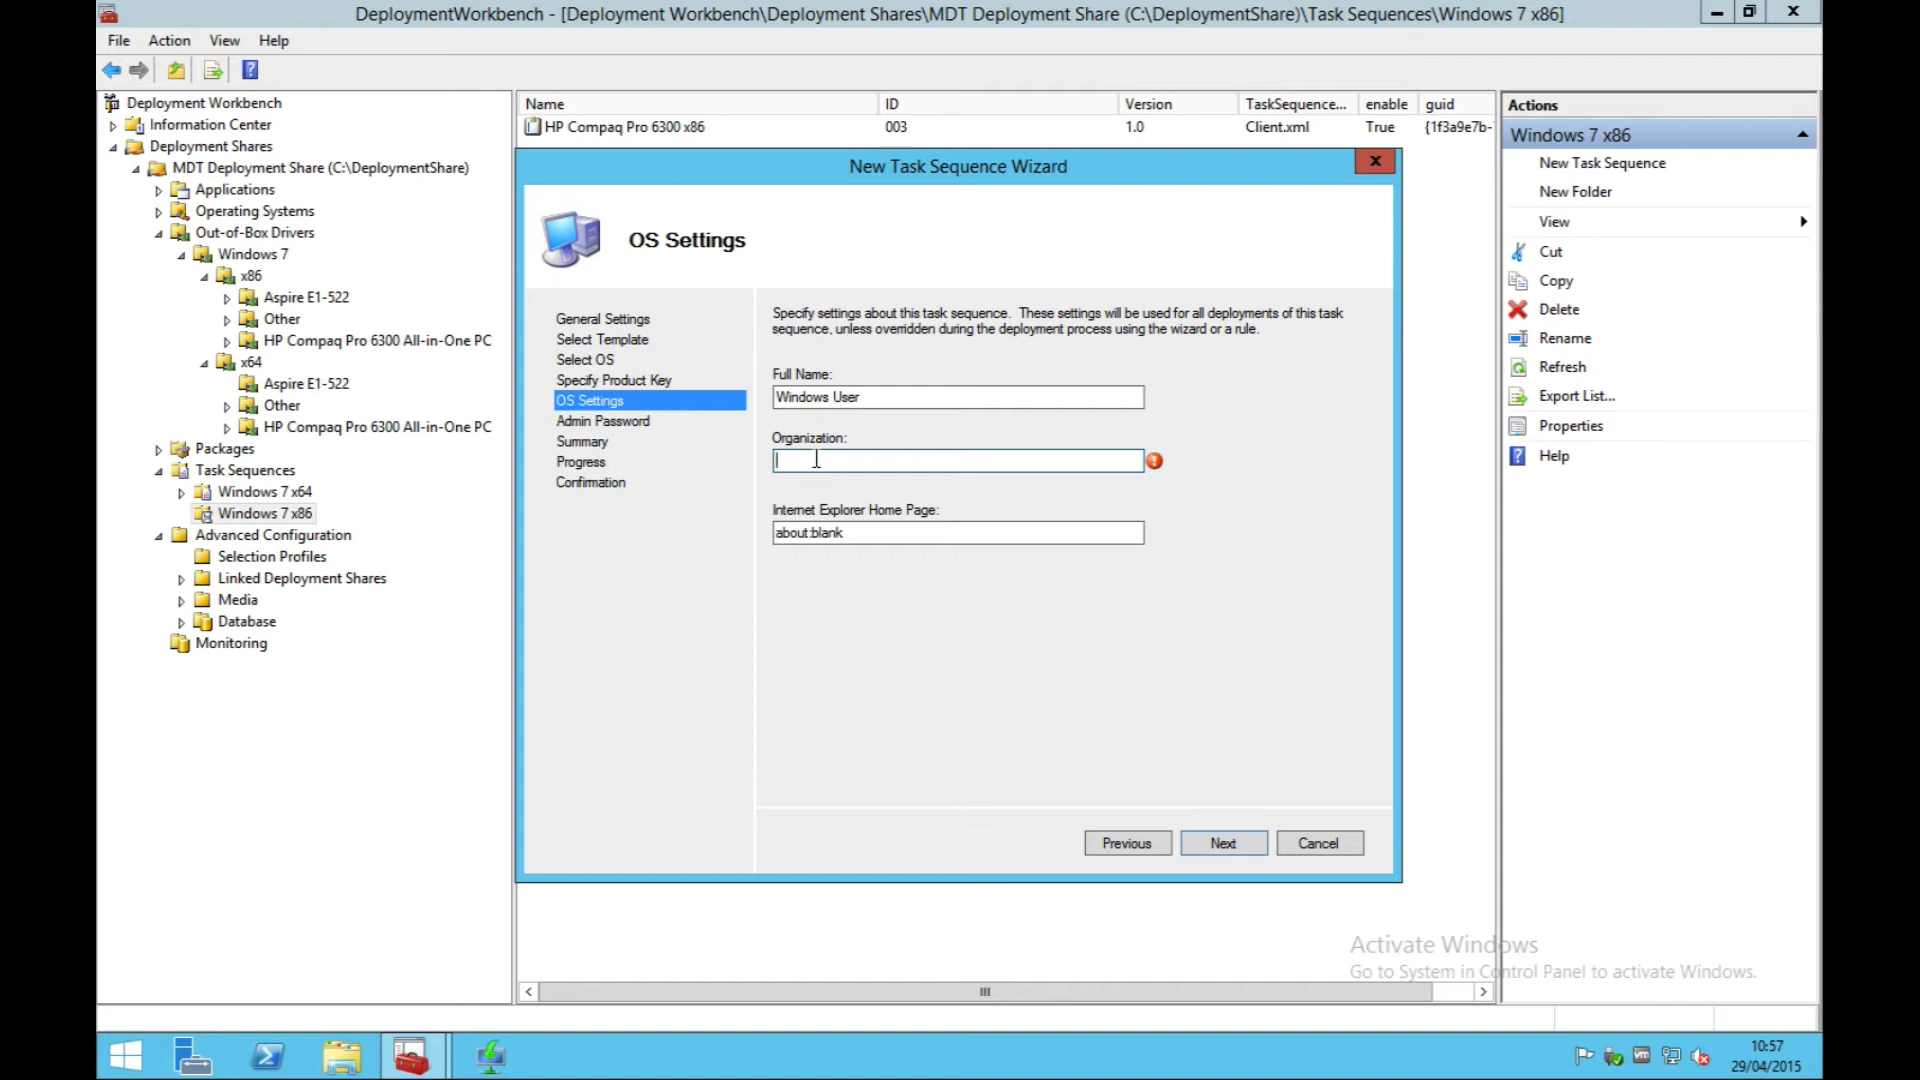 DeploymentWorkbench - [Deployment Workbench\Deployment Shares\MDT Deployment Share (C:\DeploymentShare)\Task Sequences\Windows 7 x86]
File Action View Help
Deployment Workbench
Information Center
Deployment Shares
MDT Deployment Share (C:\DeploymentShare)
Applications
Operating Systems
Out-of-Box Drivers
Windows 7
x86
Aspire E1-522
Other
HP Compaq Pro 6300 All-in-One PC
x64
Aspire E1-522
Other
HP Compaq Pro 6300 All-in-One PC
Packages
Task Sequences
Windows 7 x64
Windows 7 x86
Advanced Configuration
Selection Profiles
Linked Deployment Shares
Media
Database
Monitoring
Name ID Version TaskSequence... enable guid
HP Compaq Pro 6300 x86 003 1.0 Client.xml True {1f3a9e7b-
New Task Sequence Wizard
OS Settings
General Settings
Select Template
Select OS
Specify Product Key
OS Settings
Admin Password
Summary
Progress
Confirmation
Specify settings about this task sequence. These settings will be used for all deployments of this task
sequence, unless overridden during the deployment process using the wizard or a rule.
Full Name:
Windows User
Organization:
Internet Explorer Home Page:
about:blank
Previous Next Cancel
Actions
Windows 7 x86
New Task Sequence
New Folder
View
Cut
Copy
Delete
Rename
Refresh
Export List...
Properties
Help
Activate Windows
Go to System in Control Panel to activate Windows.
10:57
29/04/2015